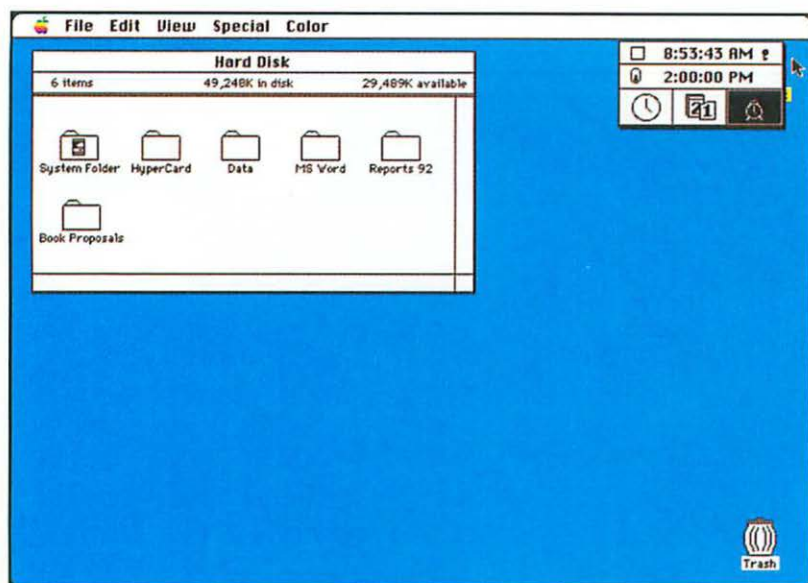 File Edit View Special Color
Hard Disk
6 items 49,248K in disk 29,489K available
System Folder HyperCard Data MS Word Reports 92
Book Proposals
8:53:43 AM
2:00:00 PM
21
Trash